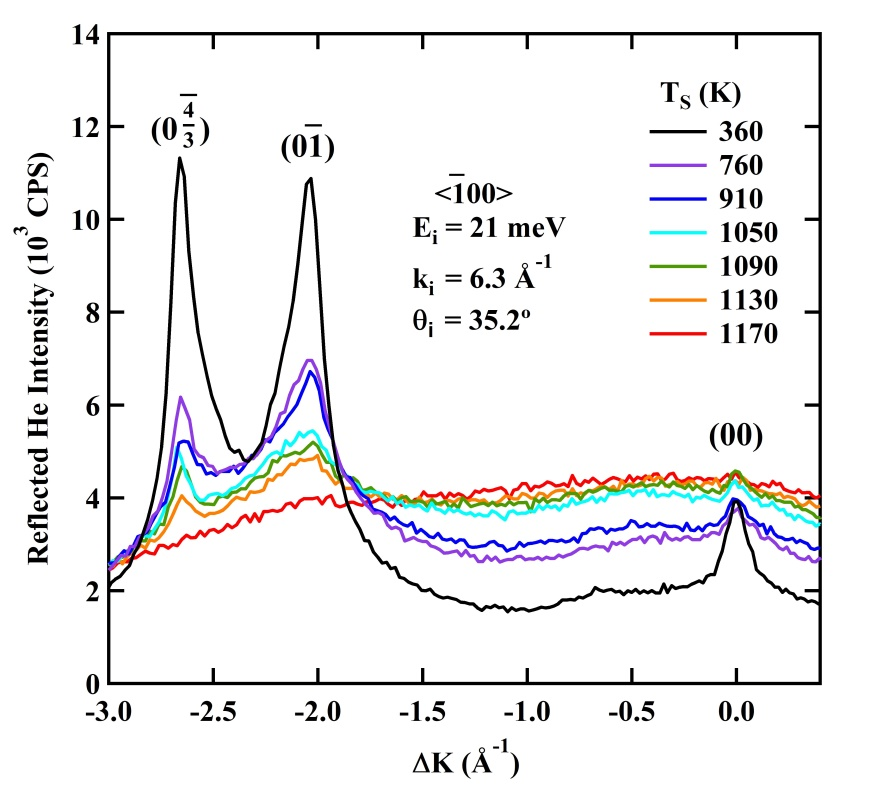 14
12
10
8
6
4
2
0
Reflected He Intensity (10³ CPS)
(0 4̅/3)
(01̅)
<1̅00>
Eᵢ = 21 meV
kᵢ = 6.3 Å⁻¹
θᵢ = 35.2º
T_S (K)
360
760
910
1050
1090
1130
1170
(00)
-3.0 -2.5 -2.0 -1.5 -1.0 -0.5 0.0
ΔK (Å⁻¹)